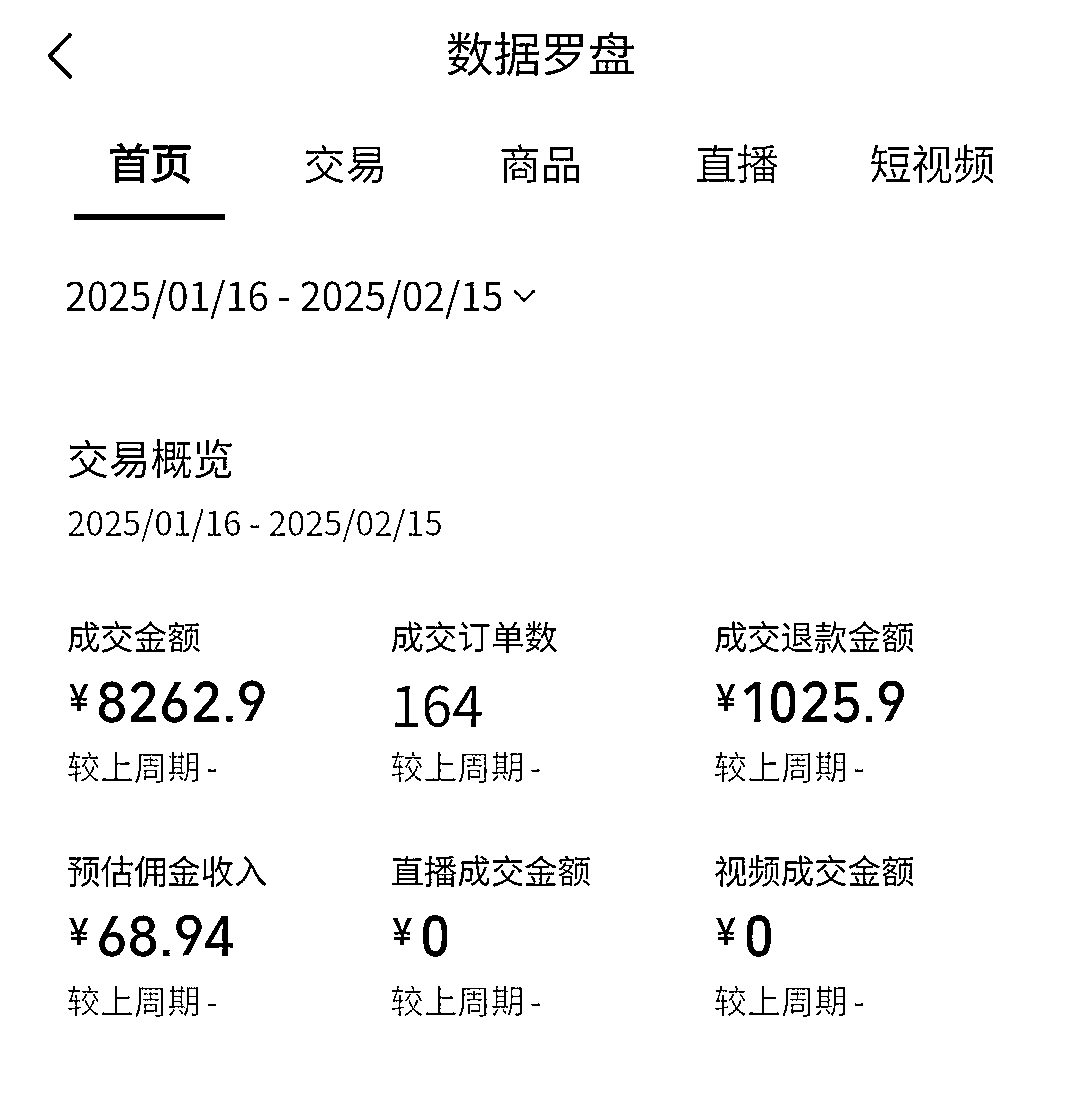 数据罗盘
首页 交易 商品 直播 短视频
2025/01/16 - 2025/02/15
交易概览
2025/01/16 - 2025/02/15
成交金额 成交订单数 成交退款金额
¥8262.9 164 ¥1025.9
较上周期 - 较上周期 - 较上周期 -
预估佣金收入 直播成交金额 视频成交金额
¥68.94 ¥0 ¥0
较上周期 - 较上周期 - 较上周期 -